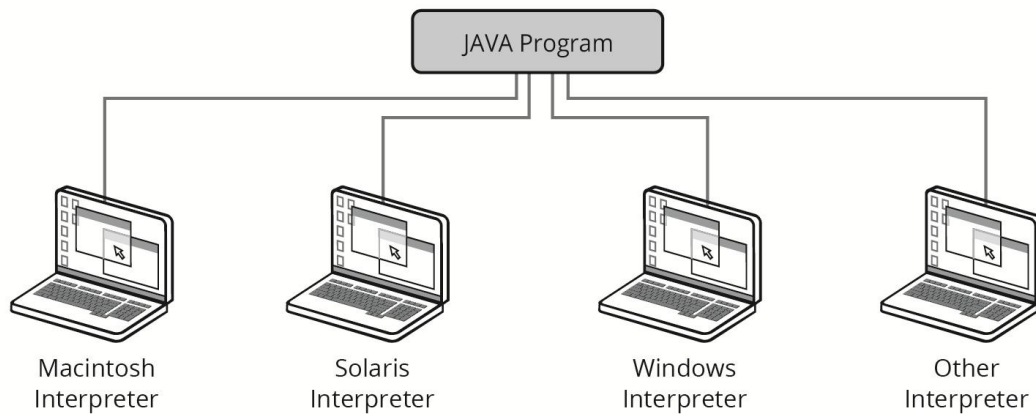 JAVA Program
Macintosh
Interpreter
Solaris
Interpreter
Windows
Interpreter
Other
Interpreter